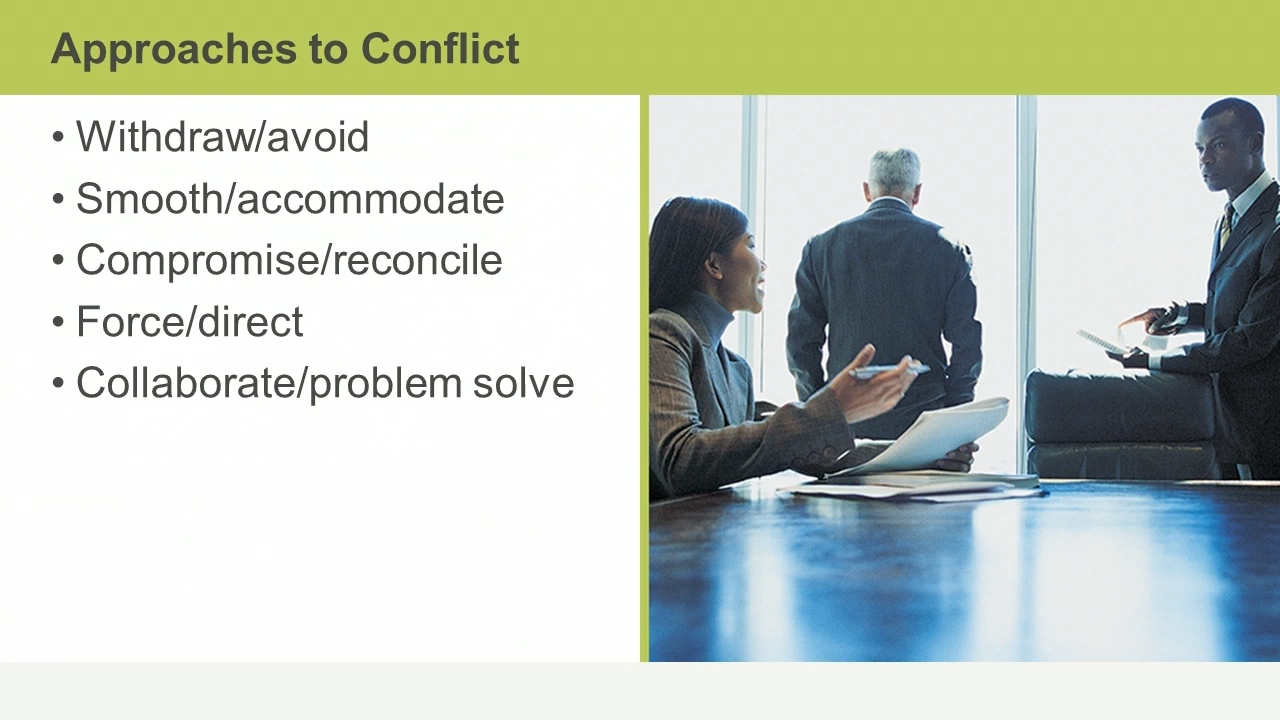 Approaches to Conflict
• Withdraw/avoid
• Smooth/accommodate
• Compromise/reconcile
• Force/direct
• Collaborate/problem solve